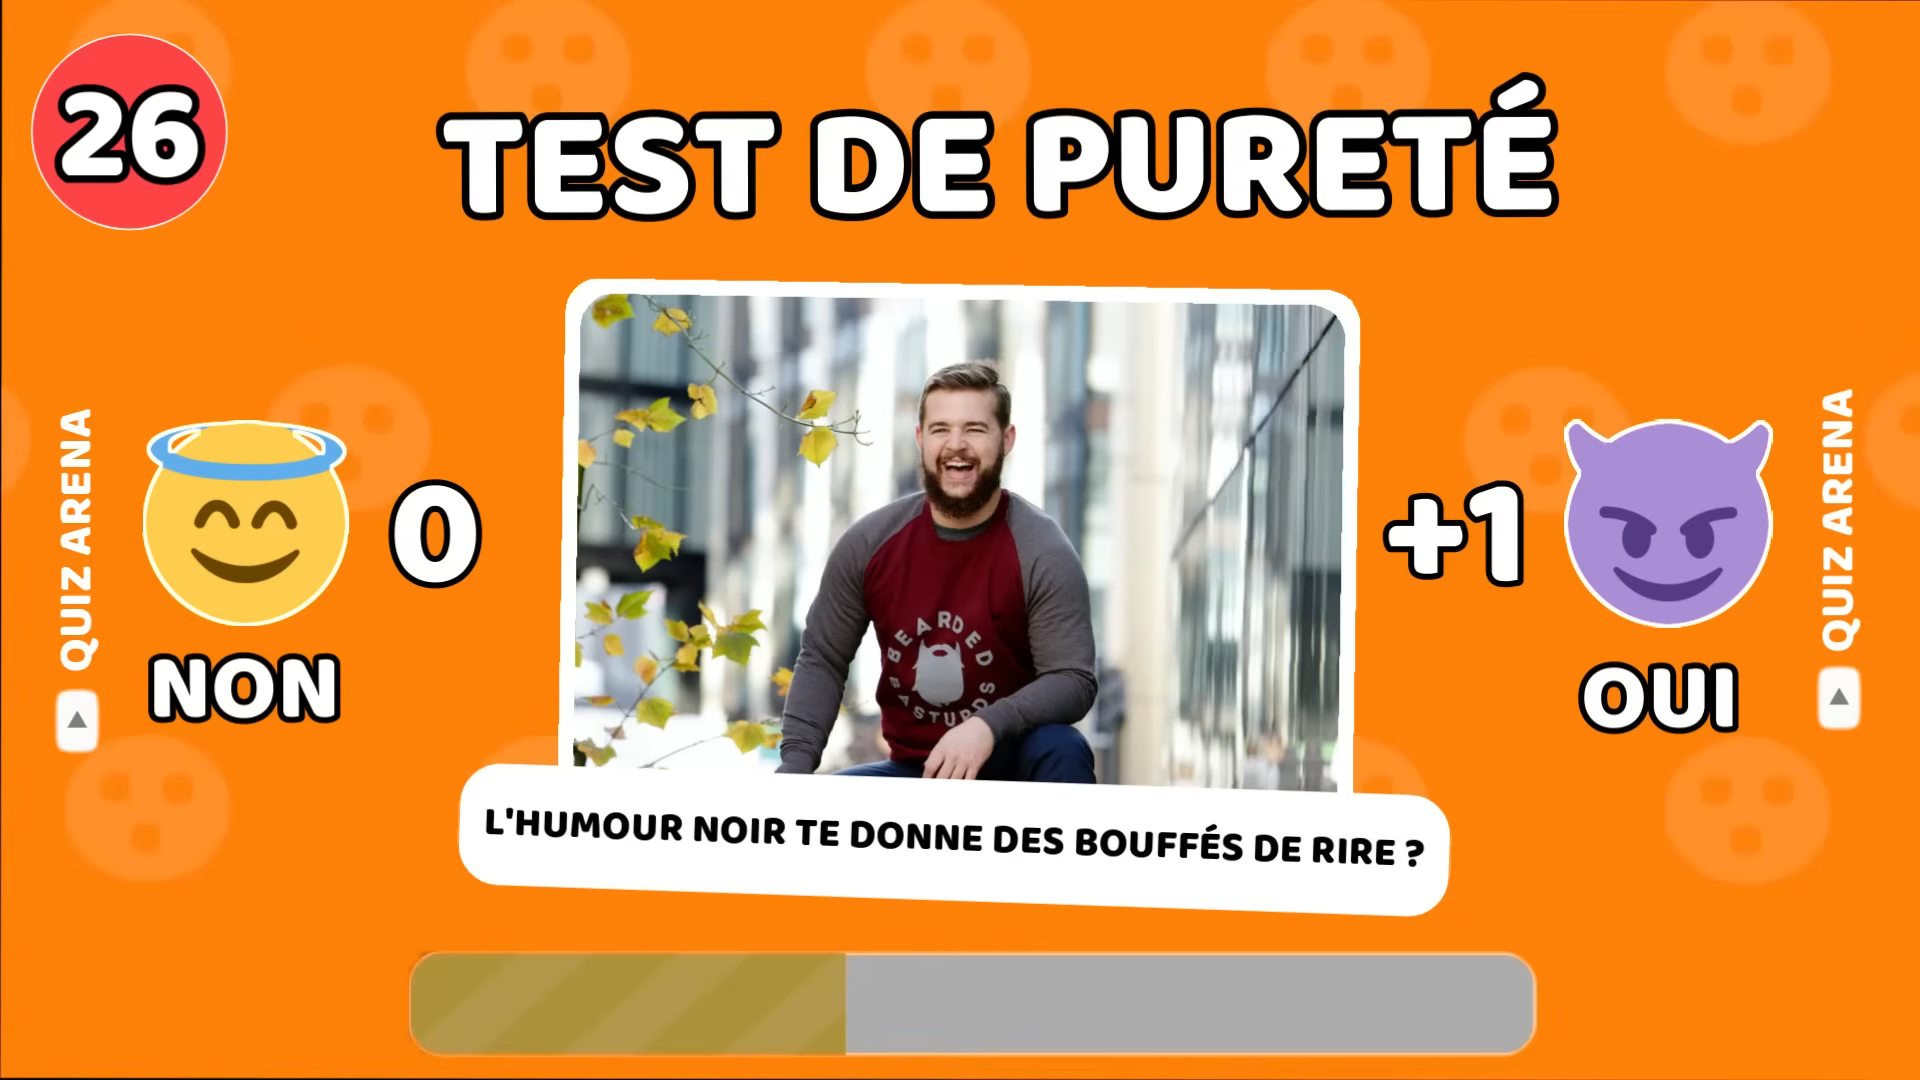 26
TEST DE PURETÉ
QUIZ ARENA
0
NON
BEARDED
BASTURDS
+1
OUI
QUIZ ARENA
L'HUMOUR NOIR TE DONNE DES BOUFFÉS DE RIRE ?